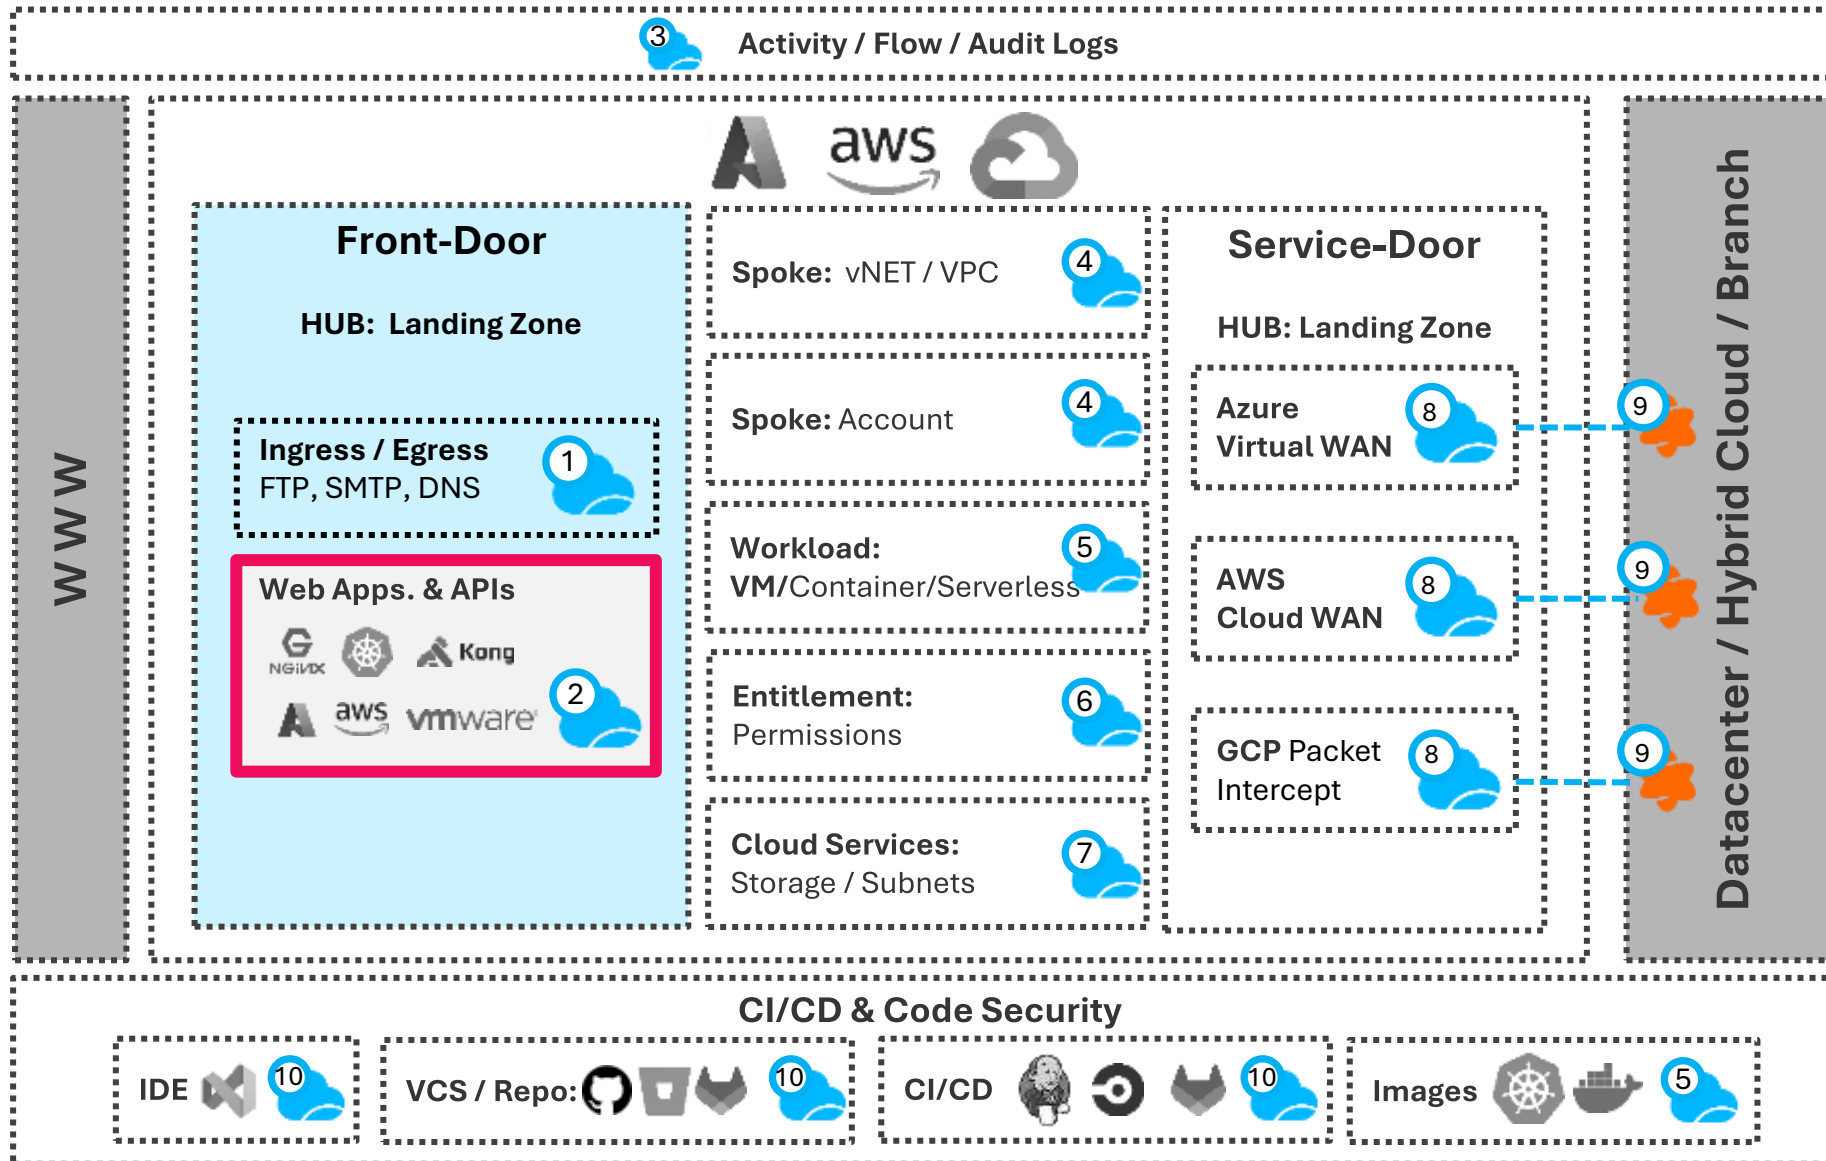 3
Activity / Flow / Audit Logs
WWW
aws
Front-Door
HUB: Landing Zone
Ingress / Egress
FTP, SMTP, DNS
1
Web Apps. & APIs
NGiNX
Kong
aws
vmware
2
Spoke: vNET / VPC
4
Spoke: Account
4
Workload:
VM/Container/Serverless
5
Entitlement:
Permissions
6
Cloud Services:
Storage / Subnets
7
Service-Door
HUB: Landing Zone
Azure
Virtual WAN
8
AWS
Cloud WAN
8
GCP Packet
Intercept
8
9
9
9
Datacenter / Hybrid Cloud / Branch
CI/CD & Code Security
IDE
10
VCS / Repo:
10
CI/CD
10
Images
5